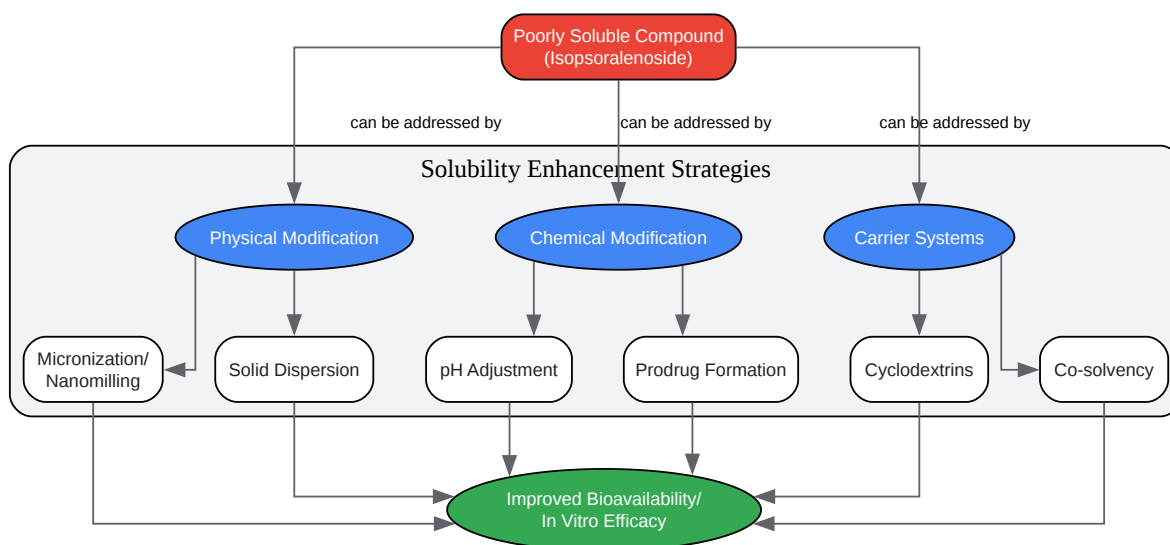 Poorly Soluble Compound
(Isopsoralenoside)
can be addressed by
can be addressed by
can be addressed by
Solubility Enhancement Strategies
Physical Modification
Chemical Modification
Carrier Systems
Micronization/
Nanomilling
Solid Dispersion
pH Adjustment
Prodrug Formation
Cyclodextrins
Co-solvency
Improved Bioavailability/
In Vitro Efficacy